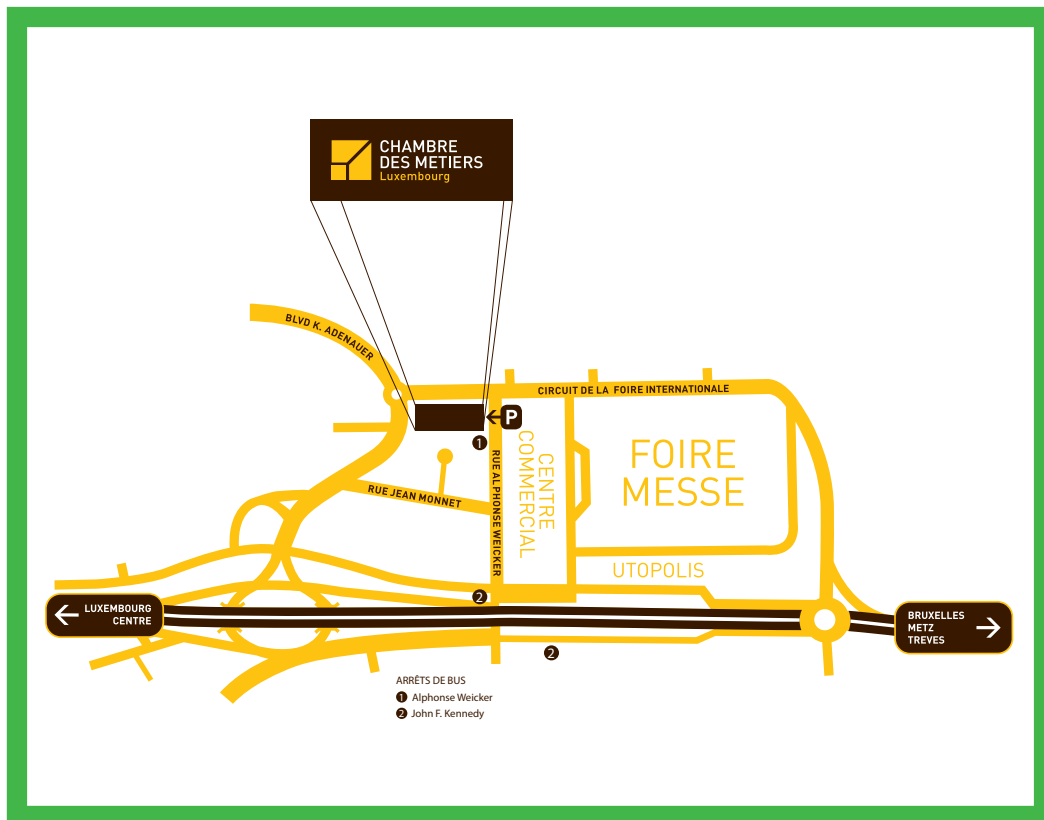 CHAMBRE
DES METIERS
Luxembourg
BLVD K. ADENAUER
CIRCUIT DE LA FOIRE INTERNATIONALE
P
1
RUE ALPHONSE WEICKER
CENTRE
COMMERCIAL
FOIRE
MESSE
RUE JEAN MONNET
UTOPOLIS
2
LUXEMBOURG
CENTRE
BRUXELLES
METZ
TREVES
2
ARRÊTS DE BUS
1 Alphonse Weicker
2 John F. Kennedy